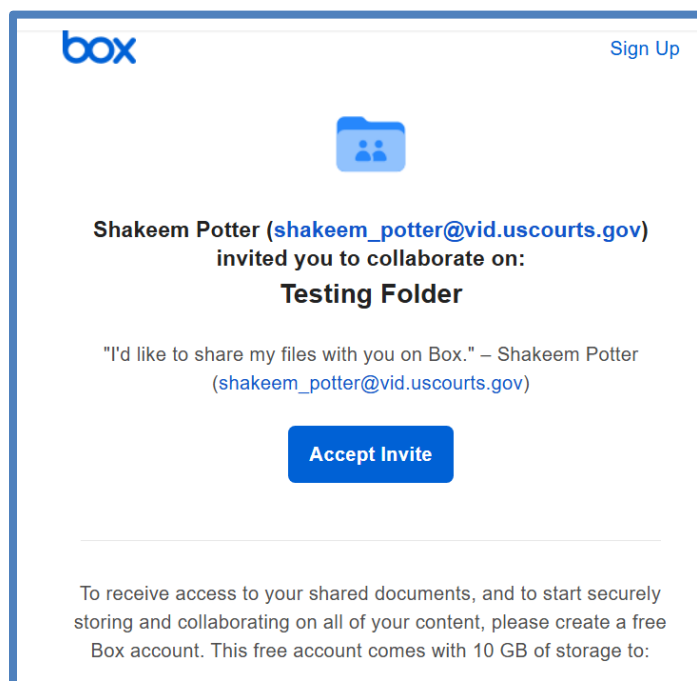 box
Sign Up
Shakeem Potter (shakeem_potter@vid.uscourts.gov)
invited you to collaborate on:
Testing Folder
"I'd like to share my files with you on Box." – Shakeem Potter
(shakeem_potter@vid.uscourts.gov)
Accept Invite
To receive access to your shared documents, and to start securely
storing and collaborating on all of your content, please create a free
Box account. This free account comes with 10 GB of storage to: